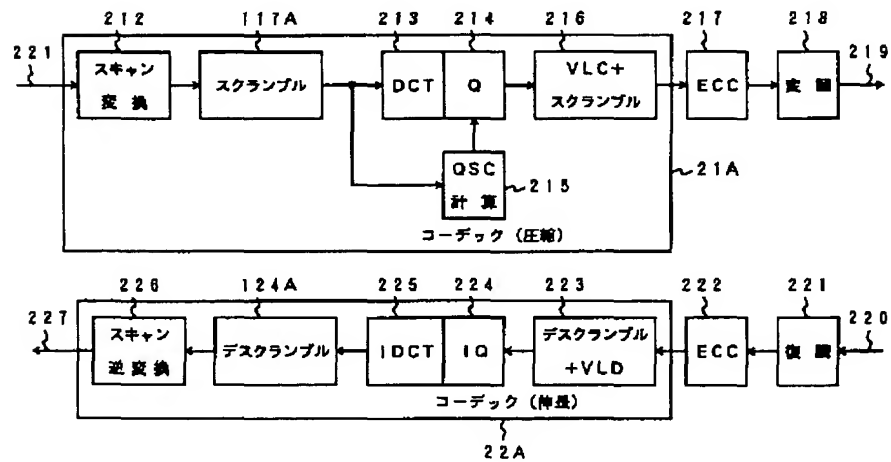 212 117A 213 214 216 217 218
221 219
スキャン
変換
スクランブル
DCT
Q
VLC+
スクランブル
ECC
変調
QSC
計算
215
21A
コーデック (圧縮)
226 124A 225 224 223 222 221
227 220
スキャン
逆変換
デスクランブル
IDCT
IQ
デスクランブル
+VLD
ECC
復調
コーデック (伸長)
22A